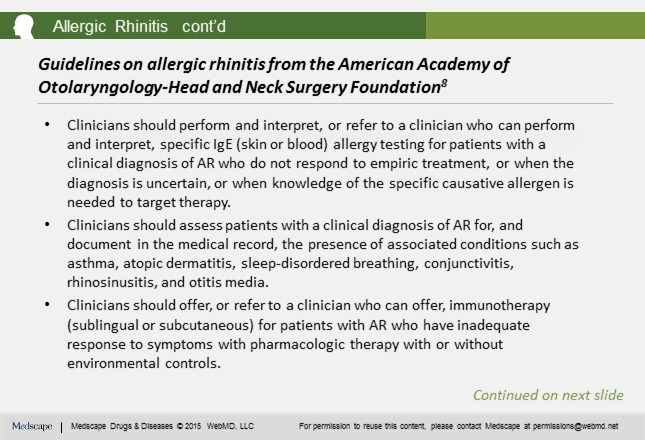 Allergic Rhinitis cont'd
Guidelines on allergic rhinitis from the American Academy of
Otolaryngology-Head and Neck Surgery Foundation8
• Clinicians should perform and interpret, or refer to a clinician who can perform
and interpret, specific IgE (skin or blood) allergy testing for patients with a
clinical diagnosis of AR who do not respond to empiric treatment, or when the
diagnosis is uncertain, or when knowledge of the specific causative allergen is
needed to target therapy.
• Clinicians should assess patients with a clinical diagnosis of AR for, and
document in the medical record, the presence of associated conditions such as
asthma, atopic dermatitis, sleep-disordered breathing, conjunctivitis,
rhinosinusitis, and otitis media.
• Clinicians should offer, or refer to a clinician who can offer, immunotherapy
(sublingual or subcutaneous) for patients with AR who have inadequate
response to symptoms with pharmacologic therapy with or without
environmental controls.
Continued on next slide
Medscape | Medscape Drugs & Diseases © 2015 WebMD, LLC For permission to reuse this content, please contact Medscape at permissions@webmd.net